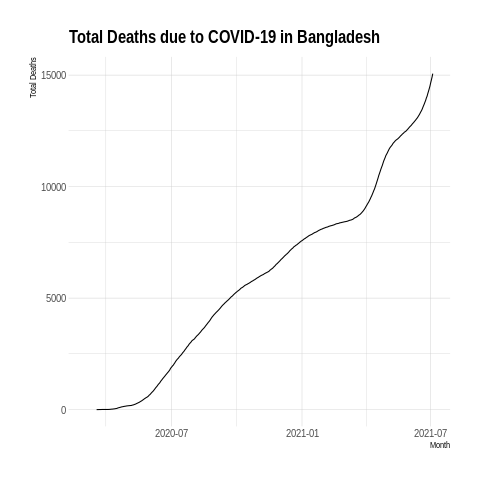 Total Deaths due to COVID-19 in Bangladesh
Total Deaths
15000
10000
5000
0
2020-07 2021-01 2021-07
Month